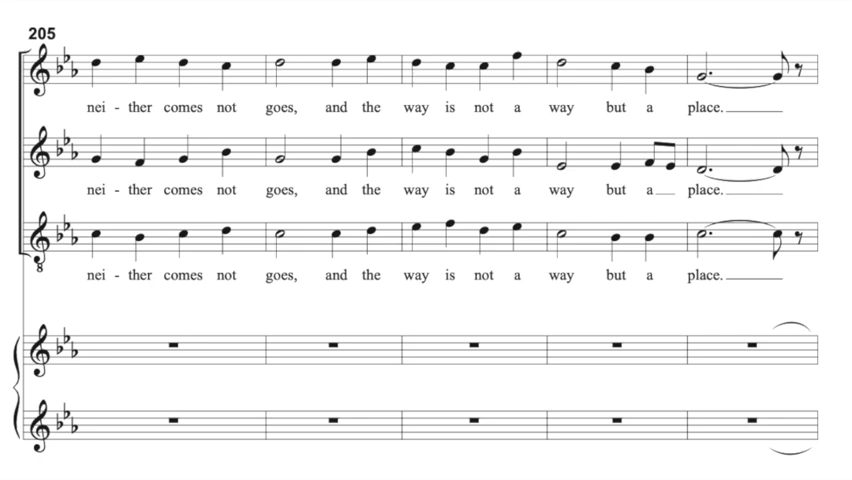 205
nei - ther comes not goes, and the way is not a way but a place.
nei - ther comes not goes, and the way is not a way but a place.
8
nei - ther comes not goes, and the way is not a way but a place.